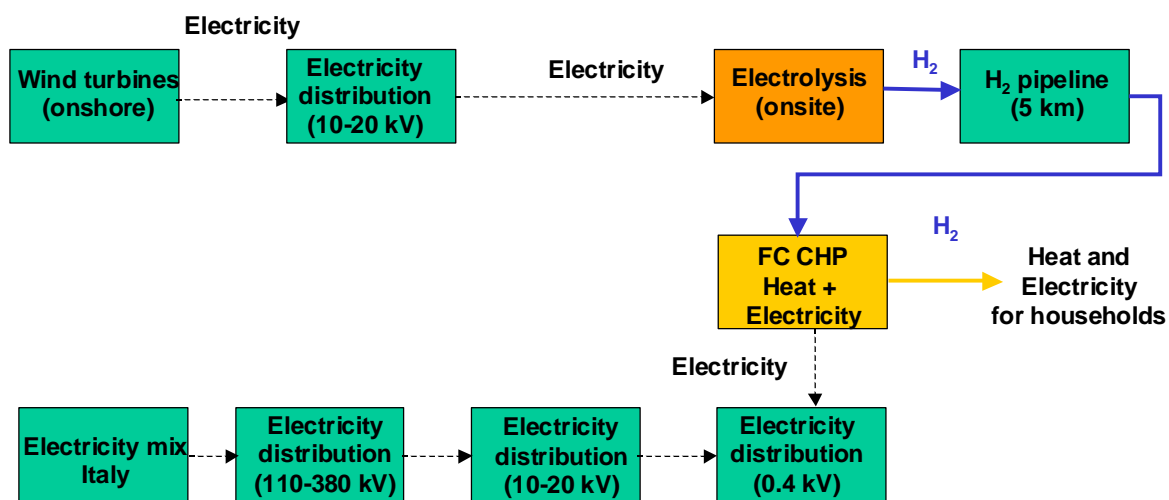 Electricity
Wind turbines
(onshore)
Electricity
distribution
(10-20 kV)
Electricity
Electrolysis
(onsite)
H₂
H₂ pipeline
(5 km)
FC CHP
Heat +
Electricity
H₂
Heat and
Electricity
for households
Electricity
Electricity mix
Italy
Electricity
distribution
(110-380 kV)
Electricity
distribution
(10-20 kV)
Electricity
distribution
(0.4 kV)